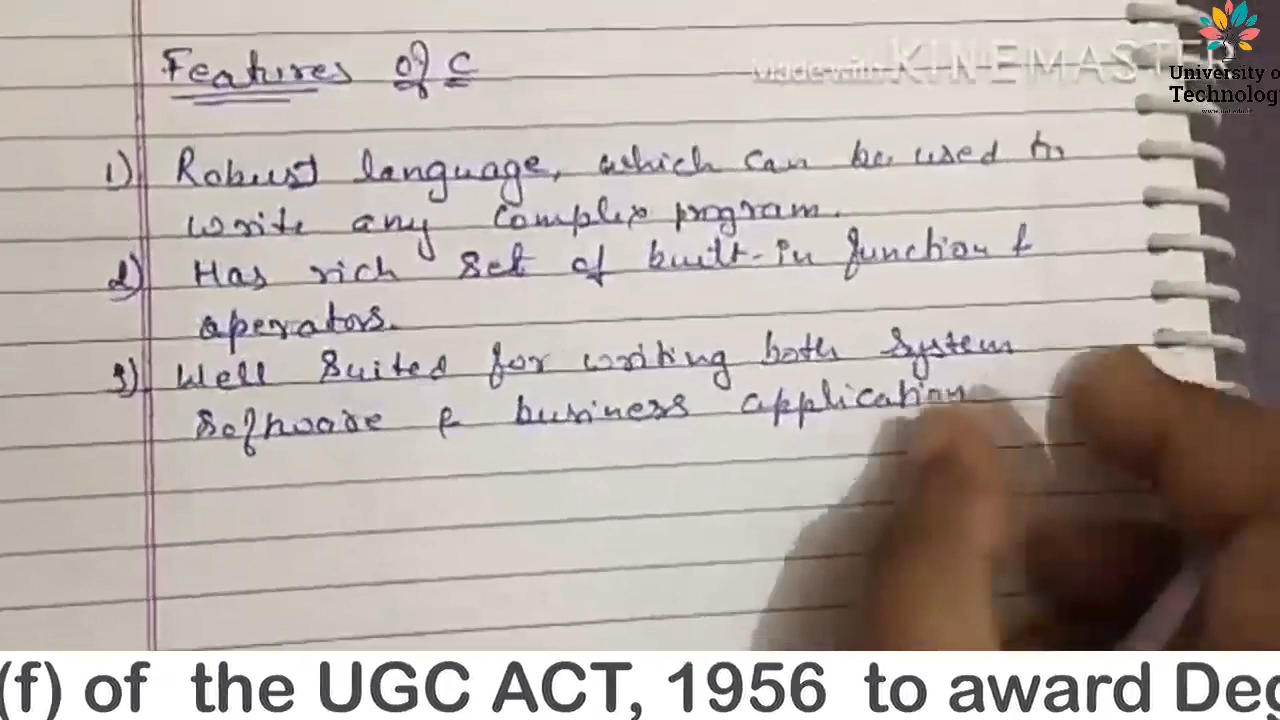 Features of C
Made with KINEMASTER
University o
Technology
1) Robust language, which can be used to
write any complex program.
2) Has rich set of built-in function &
operators.
3) Well suited for writing both system
software & business application
(f) of the UGC ACT, 1956 to award Deg